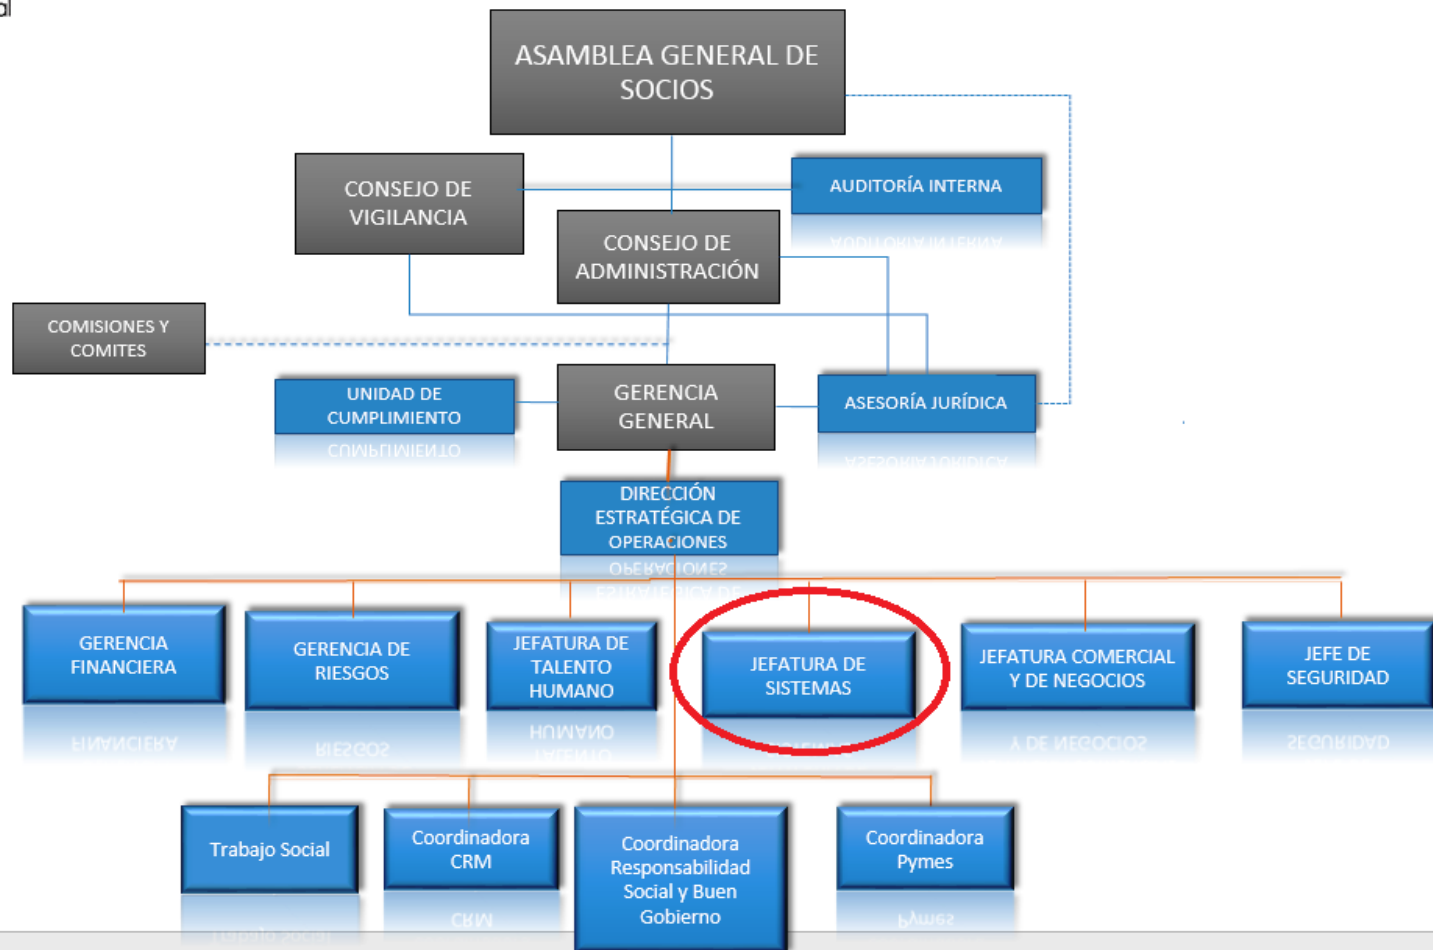 al
ASAMBLEA GENERAL DE
SOCIOS
CONSEJO DE
VIGILANCIA
AUDITORÍA INTERNA
CONSEJO DE
ADMINISTRACIÓN
COMISIONES Y
COMITES
UNIDAD DE
CUMPLIMIENTO
GERENCIA
GENERAL
ASESORÍA JURÍDICA
DIRECCIÓN
ESTRATÉGICA DE
OPERACIONES
GERENCIA
FINANCIERA
GERENCIA DE
RIESGOS
JEFATURA DE
TALENTO
HUMANO
JEFATURA DE
SISTEMAS
JEFATURA COMERCIAL
Y DE NEGOCIOS
JEFE DE
SEGURIDAD
Trabajo Social
Coordinadora
CRM
Coordinadora
Responsabilidad
Social y Buen
Gobierno
Coordinadora
Pymes